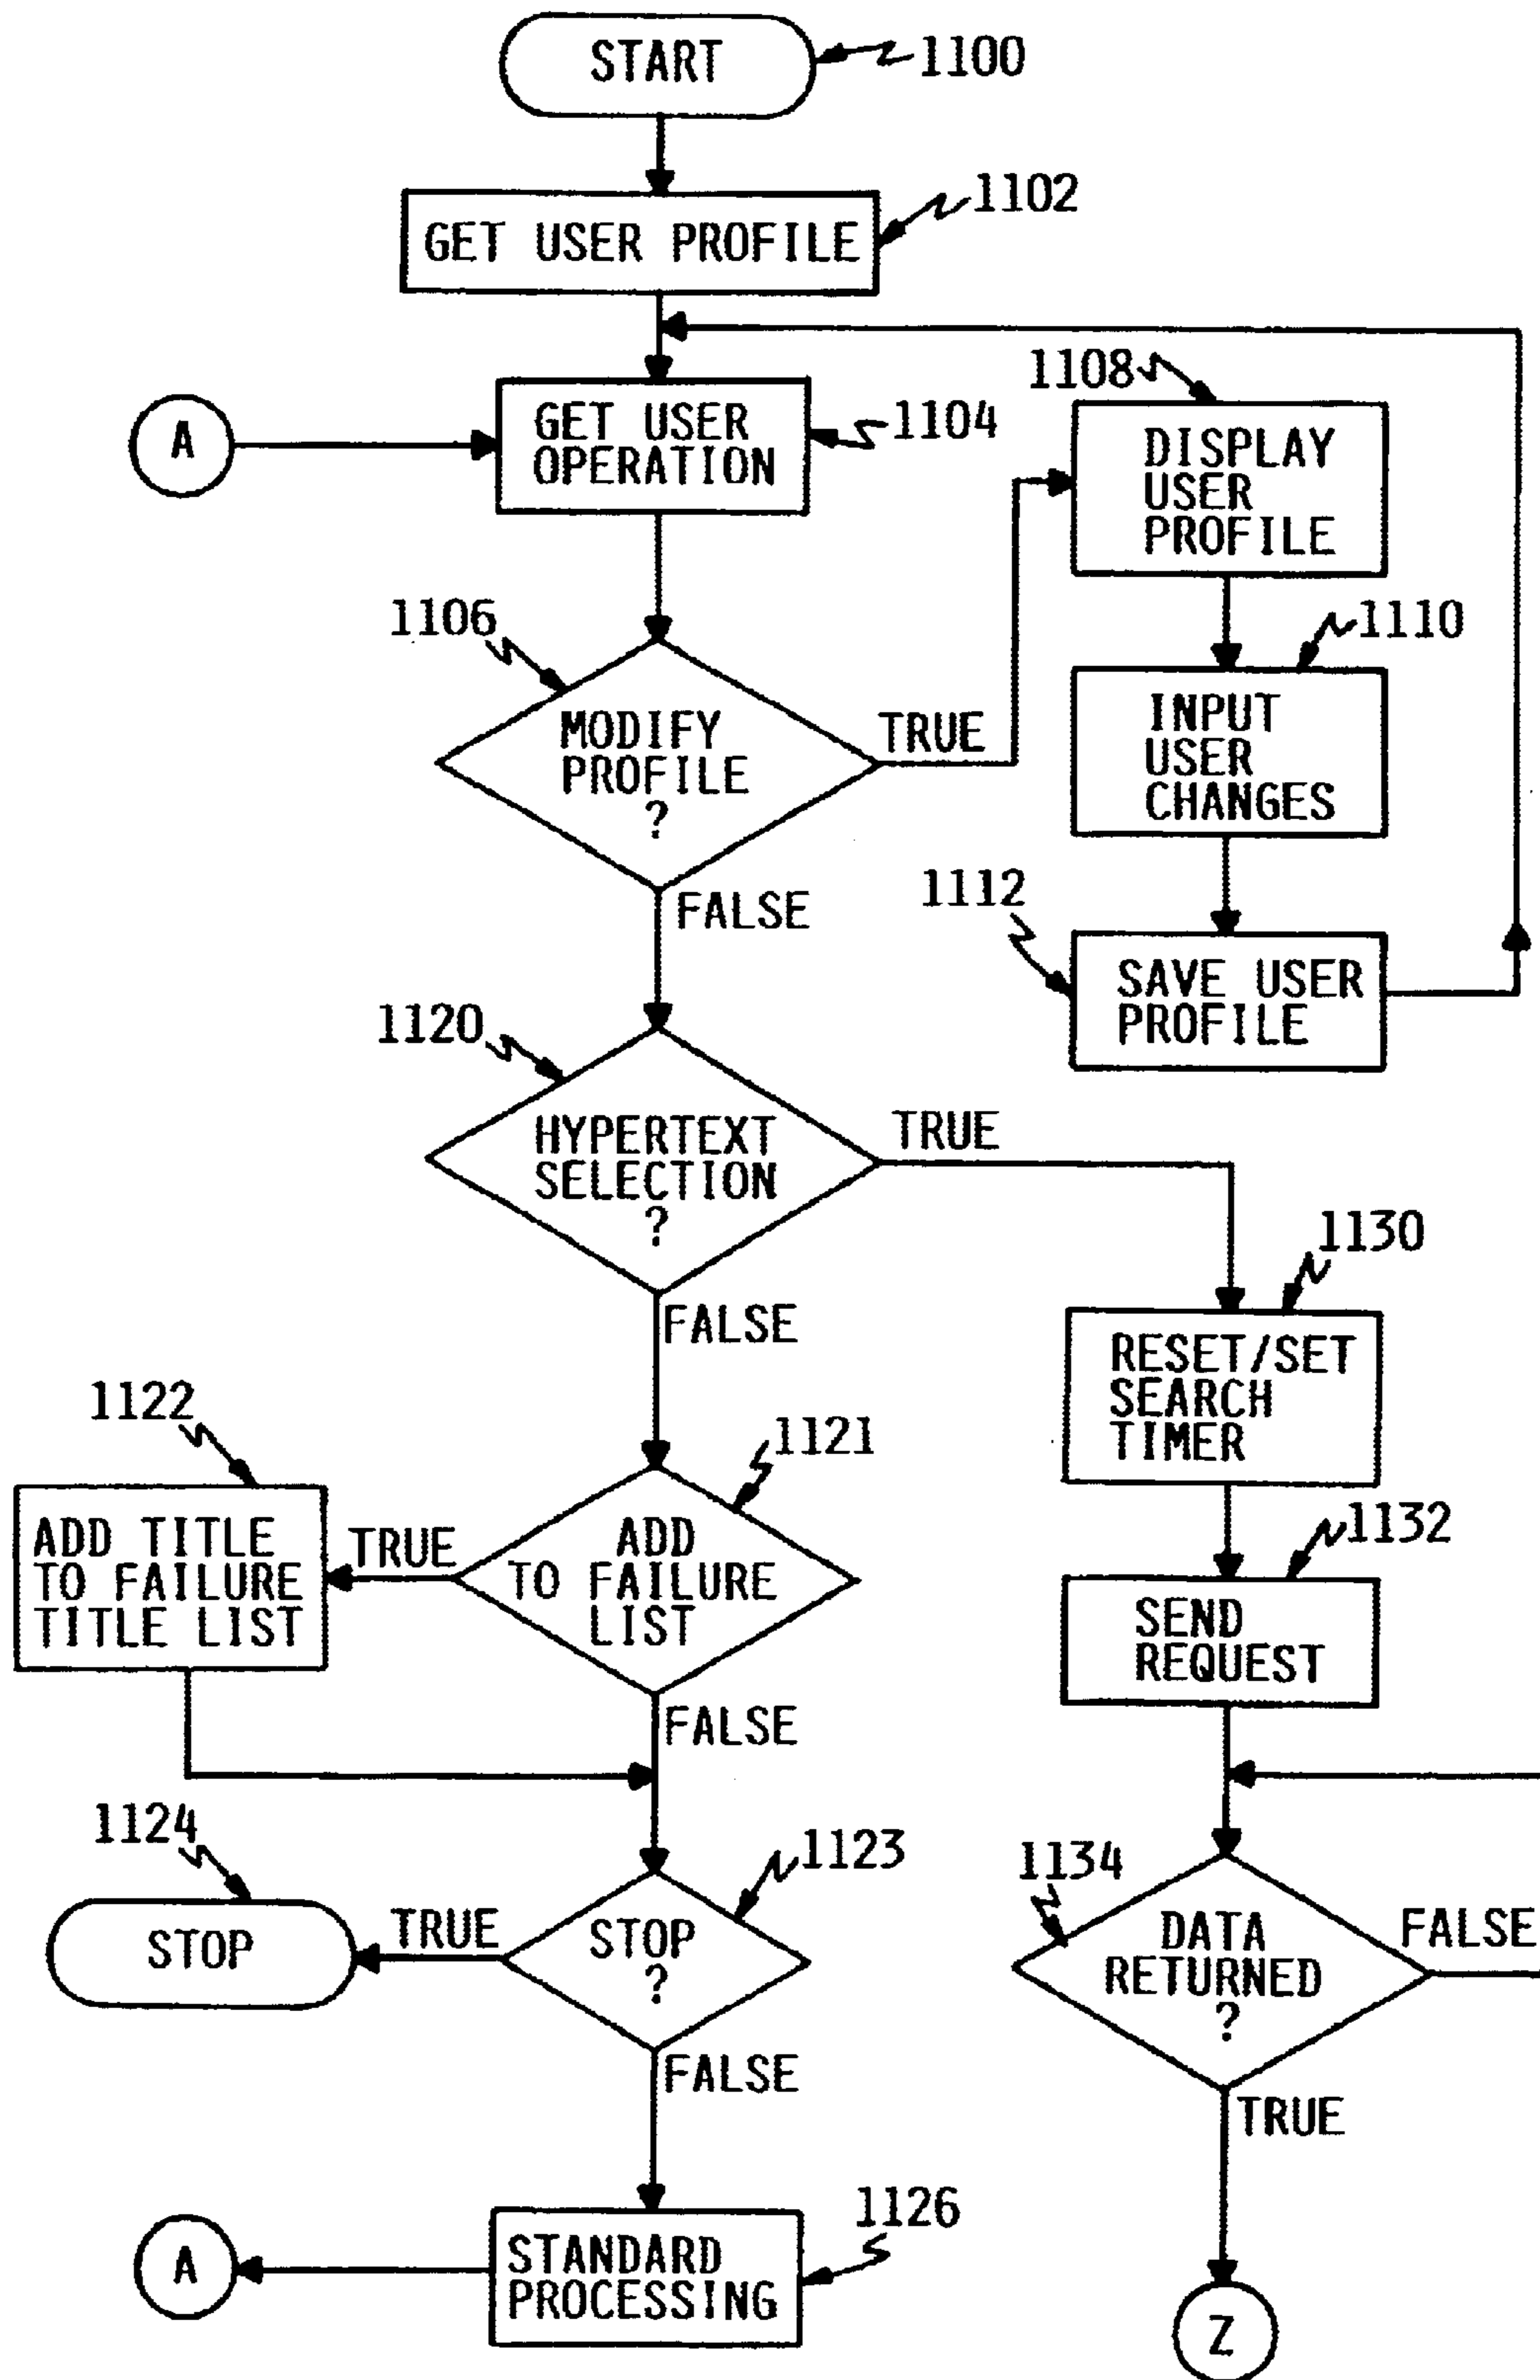 START
1100
1102
GET USER PROFILE
1108
A
GET USER
OPERATION
1104
DISPLAY
USER
PROFILE
1106
1110
MODIFY
PROFILE
?
TRUE
INPUT
USER
CHANGES
FALSE
1112
SAVE USER
PROFILE
1120
HYPERTEXT
SELECTION
?
TRUE
1130
FALSE
RESET/SET
SEARCH
TIMER
1122
1121
1132
ADD TITLE
TO FAILURE
TITLE LIST
TRUE
ADD
TO FAILURE
LIST
SEND
REQUEST
FALSE
1124
1123
1134
STOP
TRUE
STOP
?
DATA
RETURNED
?
FALSE
FALSE
TRUE
1126
A
STANDARD
PROCESSING
Z